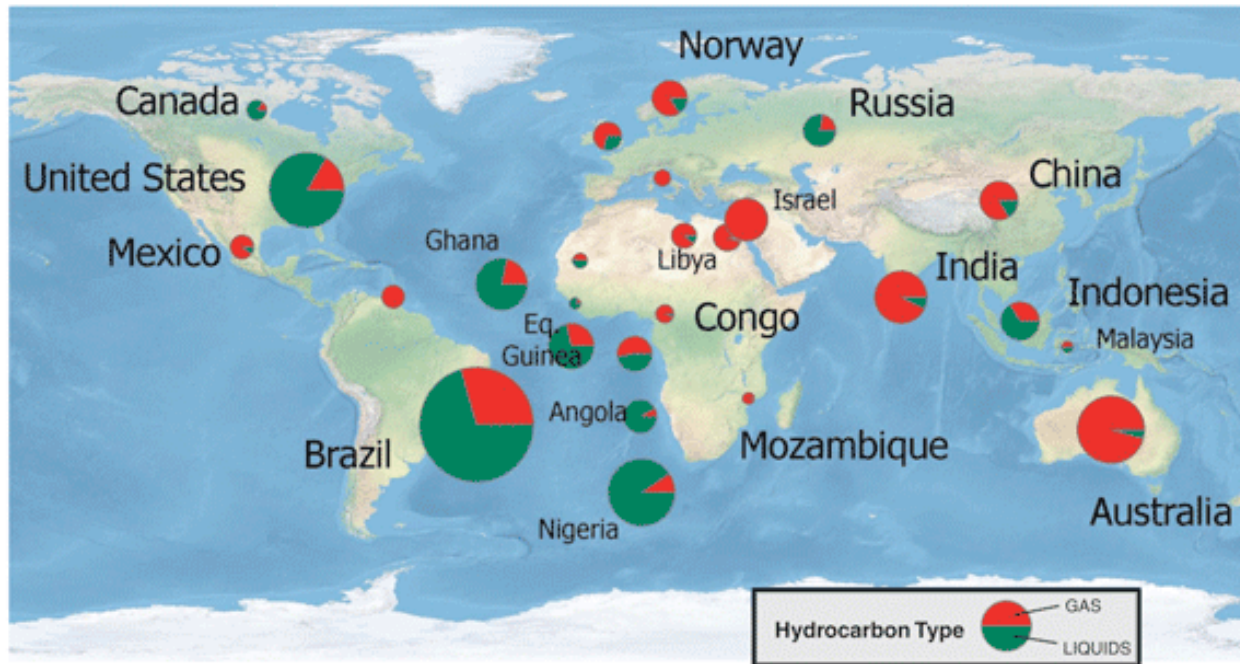 Norway
Canada
Russia
United States
China
Israel
Mexico
Ghana
Libya
India
Indonesia
Eq.
Guinea
Congo
Malaysia
Angola
Brazil
Mozambique
Nigeria
Australia
Hydrocarbon Type
GAS
LIQUIDS